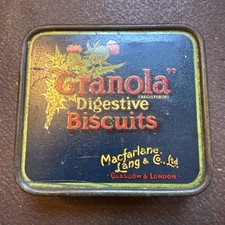 "Granola"
(REGISTERED)
Digestive
Biscuits
Macfarlane,
Lang & Co., Ltd.
GLASGOW & LONDON